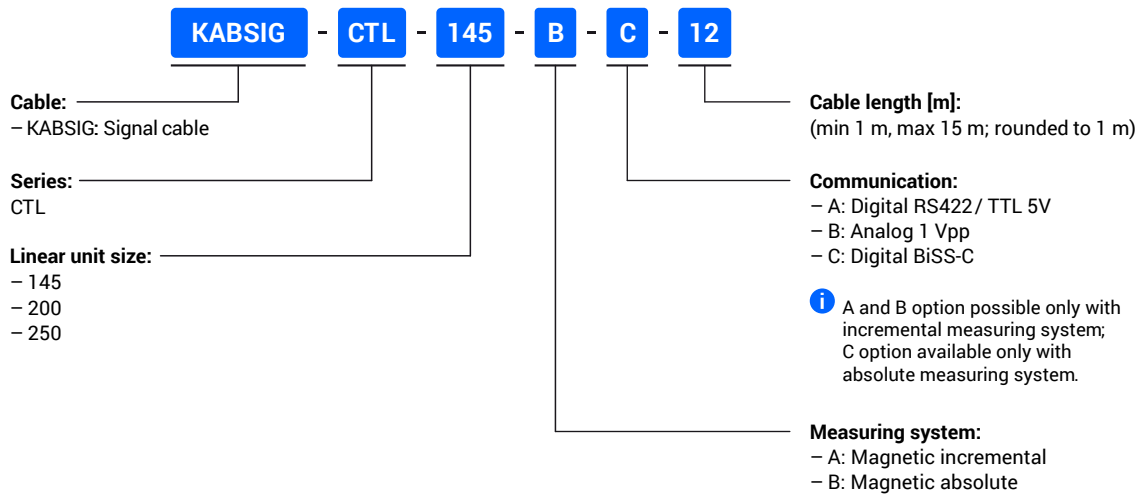 KABSIG - CTL - 145 - B - C - 12
Cable:
– KABSIG: Signal cable
Series:
CTL
Linear unit size:
– 145
– 200
– 250
Cable length [m]:
(min 1 m, max 15 m; rounded to 1 m)
Communication:
– A: Digital RS422 / TTL 5V
– B: Analog 1 Vpp
– C: Digital BiSS-C
i A and B option possible only with
incremental measuring system;
C option available only with
absolute measuring system.
Measuring system:
– A: Magnetic incremental
– B: Magnetic absolute